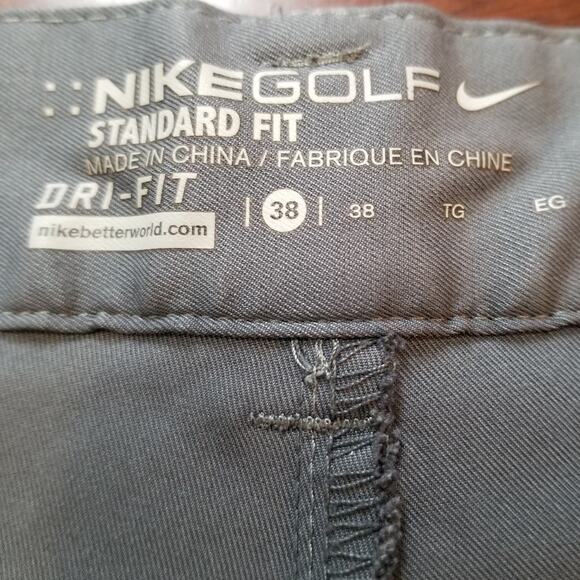 NIKEGOLF
STANDARD FIT
MADE IN CHINA / FABRIQUE EN CHINE
DRI-FIT | 38 | 38 TG EG
nikebetterworld.com